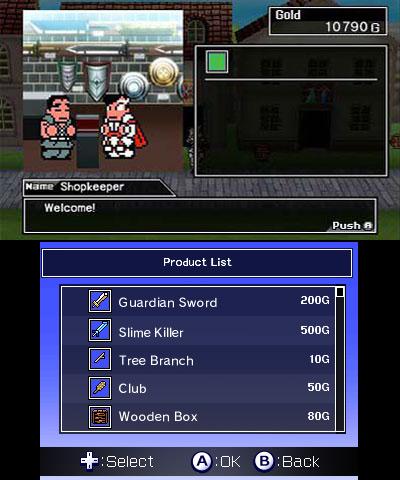 Gold
10790G
Name Shopkeeper
Welcome!
Push A
Product List
Guardian Sword 200G
Slime Killer 500G
Tree Branch 10G
Club 50G
Wooden Box 80G
:Select A:OK B:Back